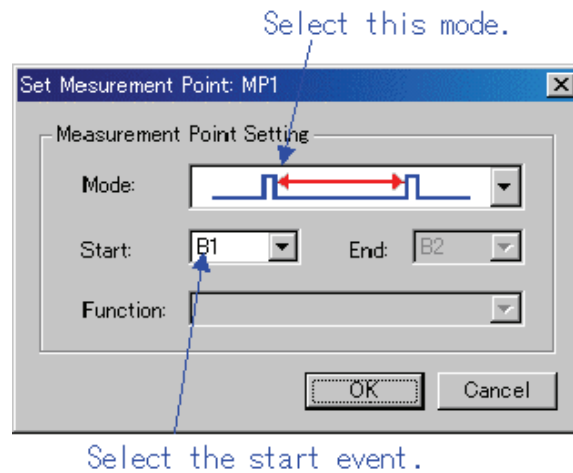 Select this mode.
Set Mesurement Point: MP1
Measurement Point Setting
Mode:
Start: B1 End: B2
Function:
OK Cancel
Select the start event.